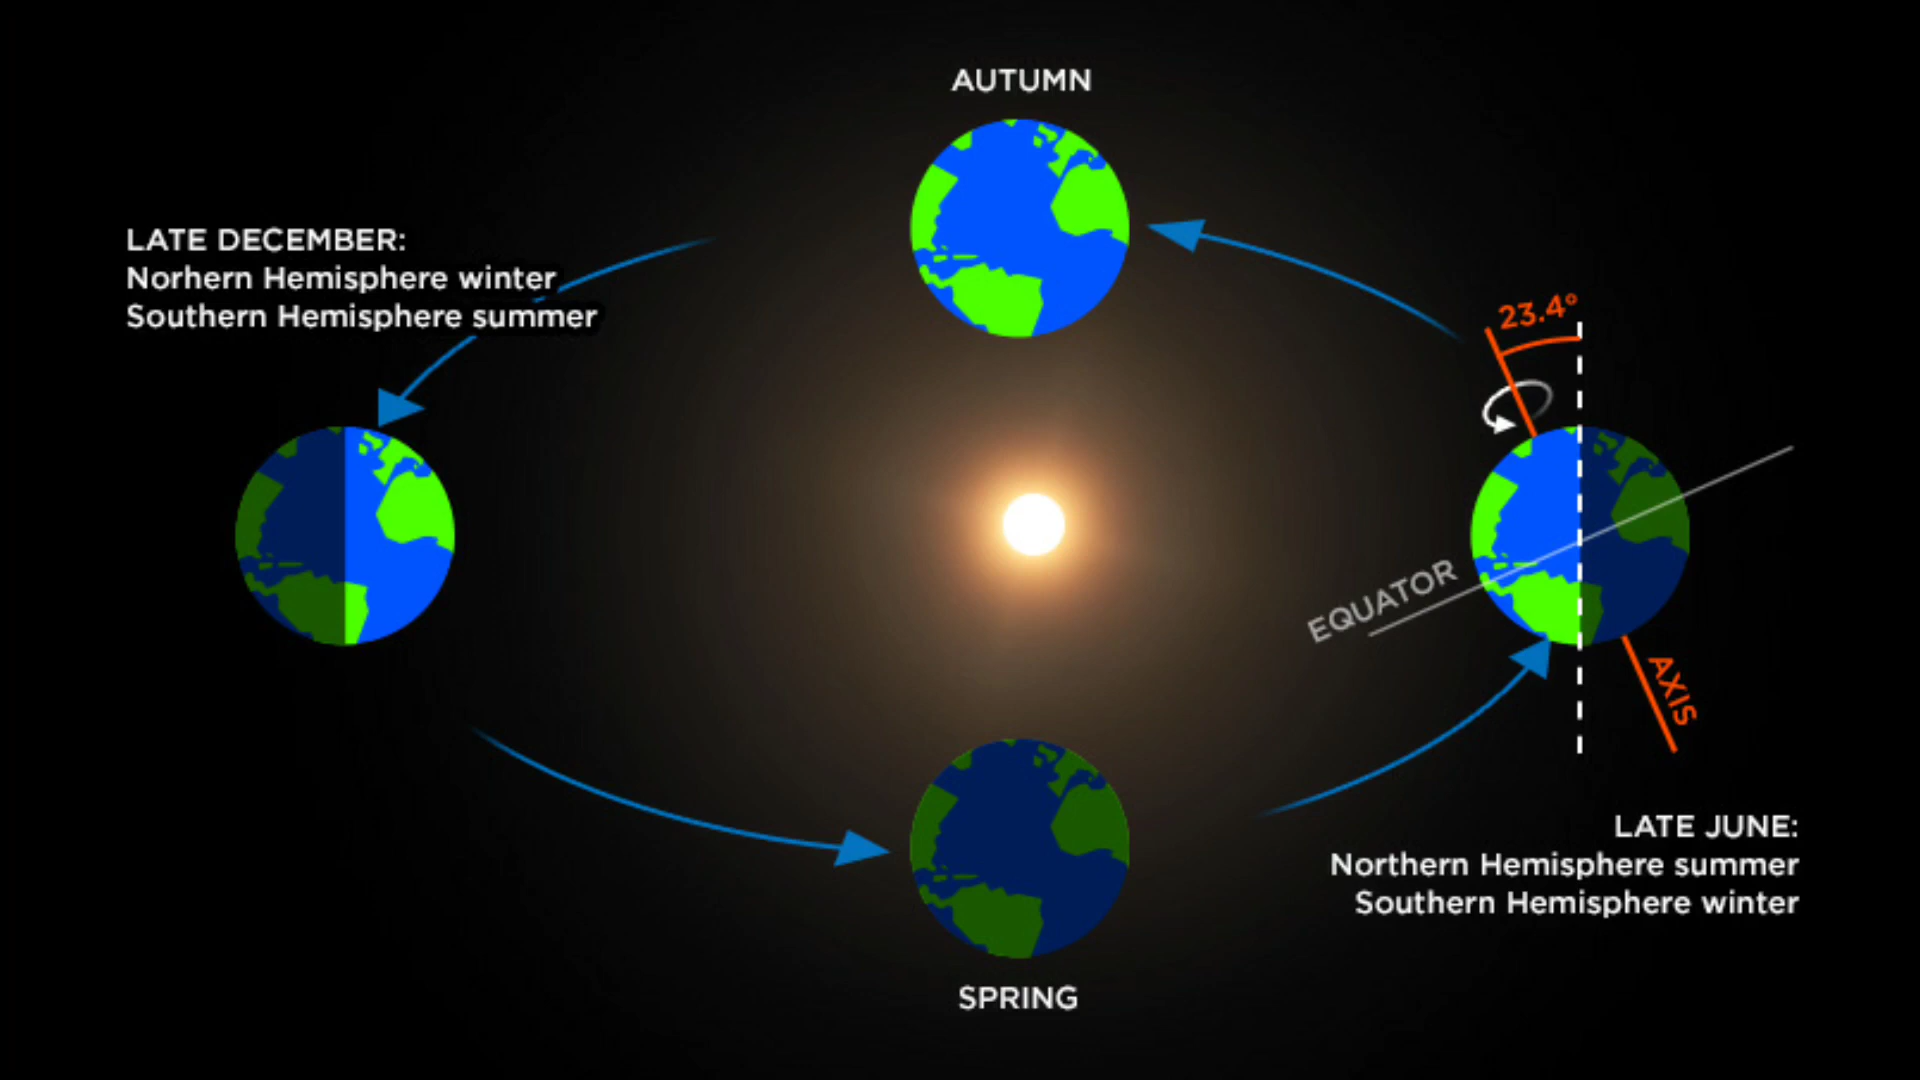 AUTUMN
LATE DECEMBER:
Norhern Hemisphere winter
Southern Hemisphere summer
23.4°
EQUATOR
AXIS
LATE JUNE:
Northern Hemisphere summer
Southern Hemisphere winter
SPRING